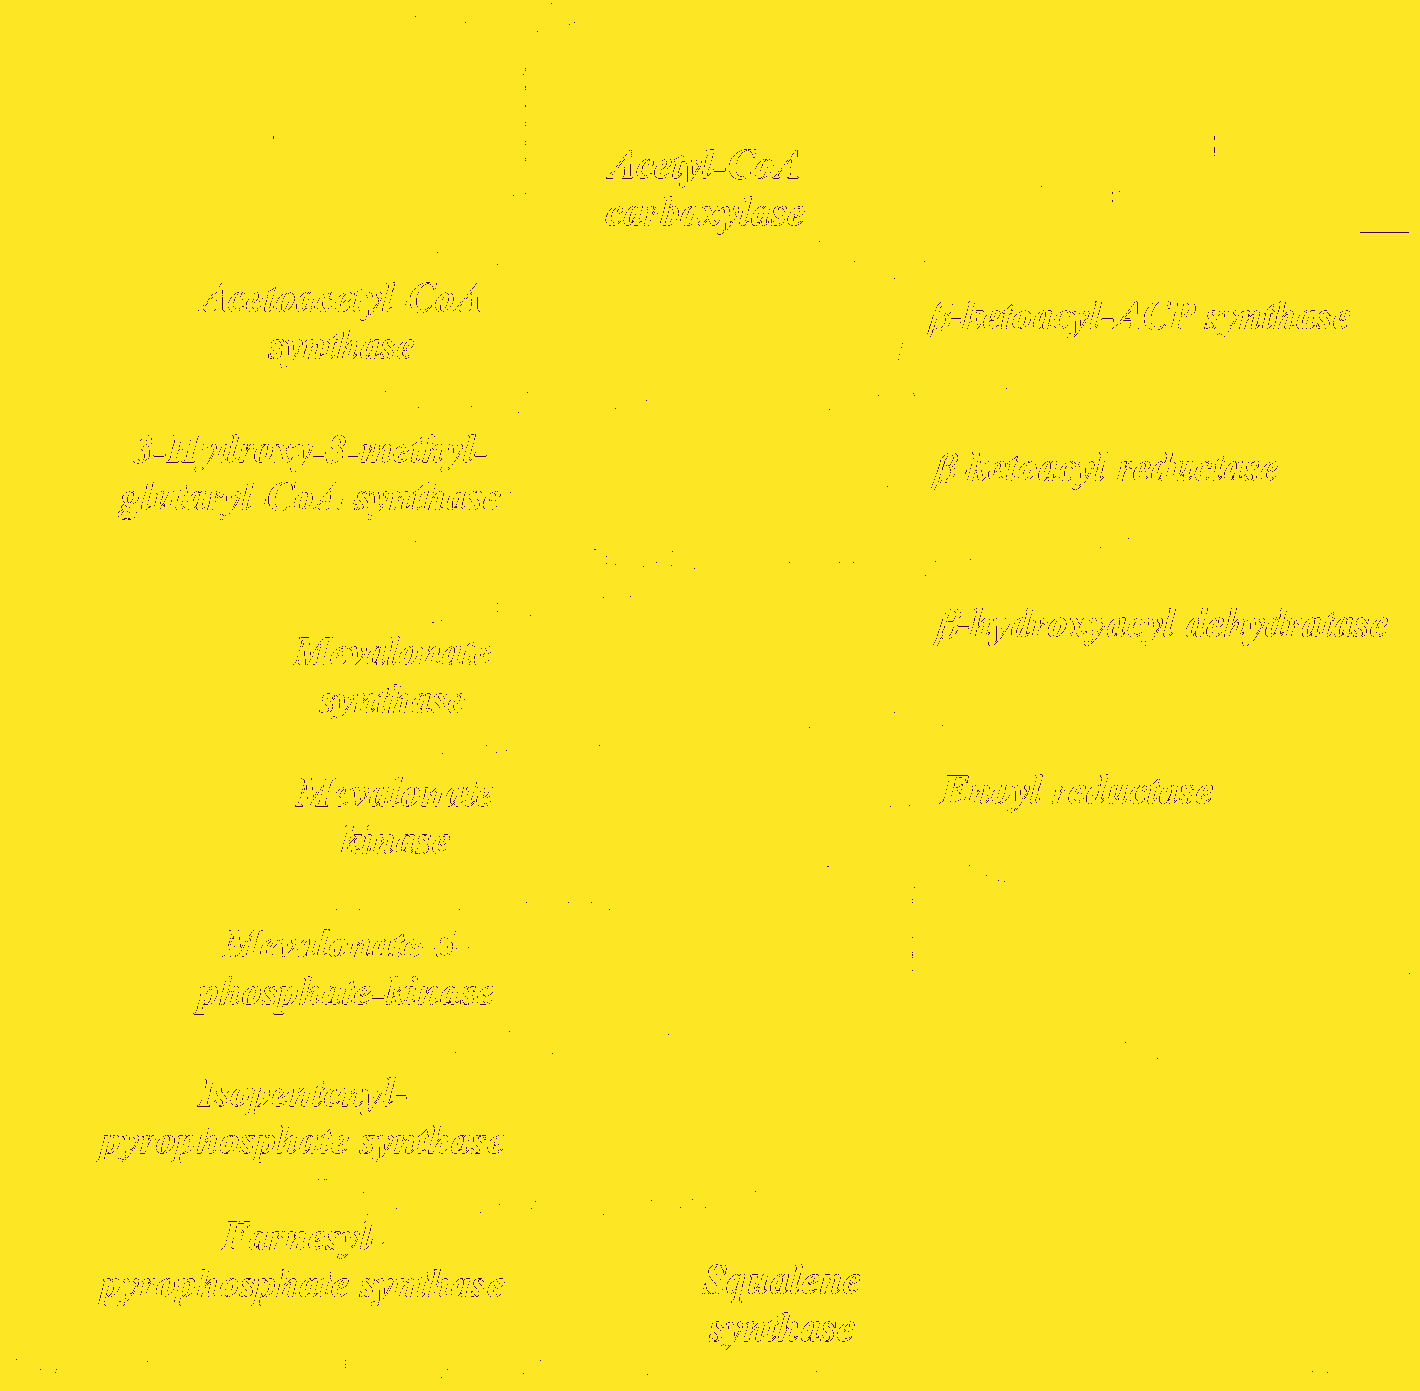 Acetyl-CoA
carboxylase
Acetoacetyl-CoA
synthase
β-ketoacyl-ACP synthase
3-Hydroxy-3-methyl-
glutaryl-CoA synthase
β-ketoacyl reductase
β-hydroxyacyl dehydratase
Mevalonate
synthase
Mevalonate
kinase
Enoyl reductase
Mevalonate-5-
phosphate-kinase
Isopentenyl-
pyrophosphate synthase
Farnesyl-
pyrophosphate synthase
Squalene
synthase